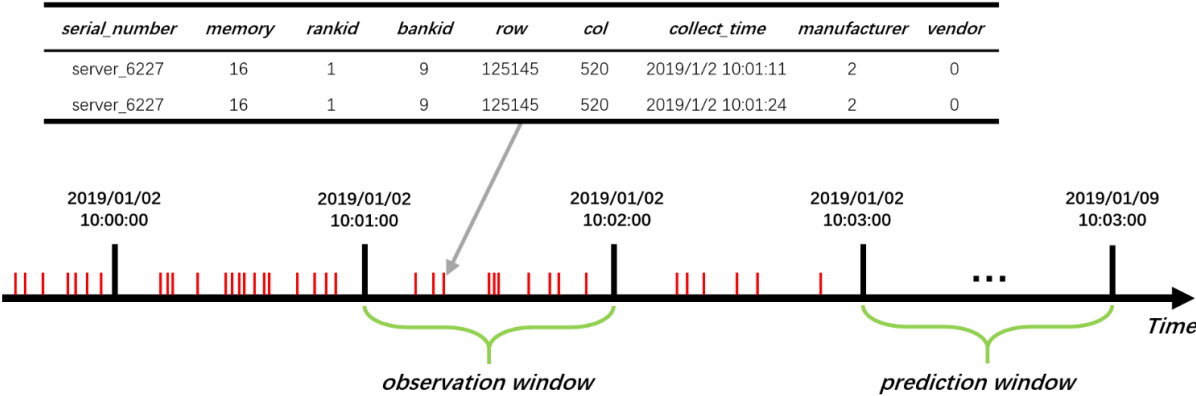 serial_number memory rankid bankid row col collect_time manufacturer vendor
server_6227 16 1 9 125145 520 2019/1/2 10:01:11 2 0
server_6227 16 1 9 125145 520 2019/1/2 10:01:24 2 0
2019/01/02 2019/01/02 2019/01/02 2019/01/02 2019/01/09
10:00:00 10:01:00 10:02:00 10:03:00 10:03:00
...
Time
observation window prediction window